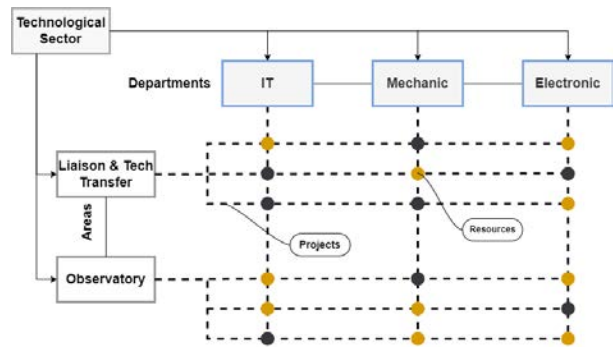 Technological
Sector
Departments
IT
Mechanic
Electronic
Liaison & Tech
Transfer
Areas
Projects
Resources
Observatory